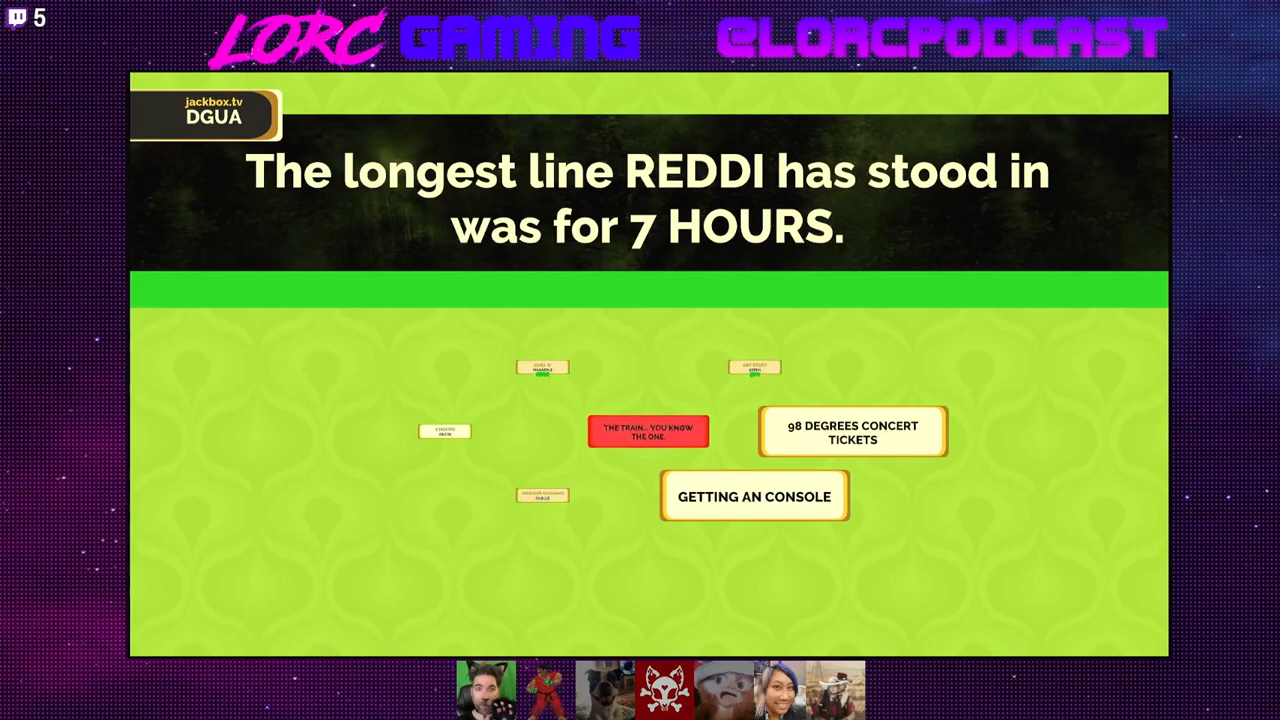 5
LORC GAMING
@LORCPODCAST
jackbox.tv
DGUA
The longest line REDDI has stood in
was for 7 HOURS.
THE TRAIN... YOU KNOW
THE ONE.
98 DEGREES CONCERT
TICKETS
GETTING AN CONSOLE